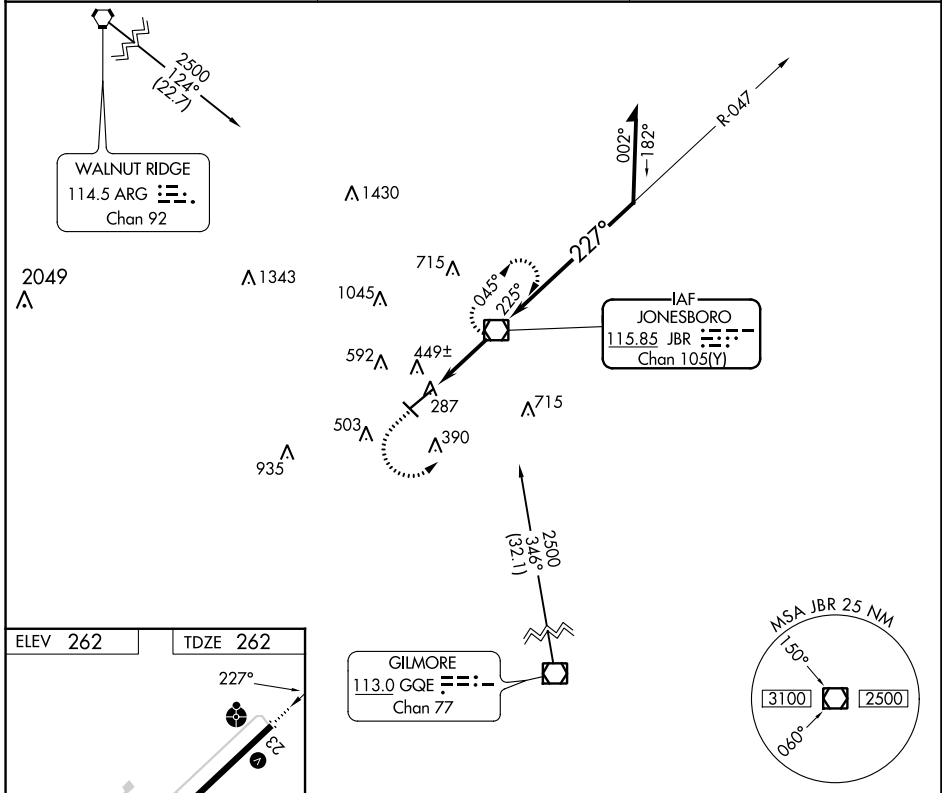 2500
124°
(22.7)
WALNUT RIDGE
114.5 ARG
Chan 92
2049
1343
1430
715
1045
592
449±
287
503
390
935
715
045°
225°
227°
002°
182°
R-047
IAF
JONESBORO
115.85 JBR
Chan 105(Y)
2500
346°
(32.1)
GILMORE
113.0 GQE
Chan 77
MSA JBR 25 NM
150°
3100
2500
060°
ELEV 262
TDZE 262
227°
23
V